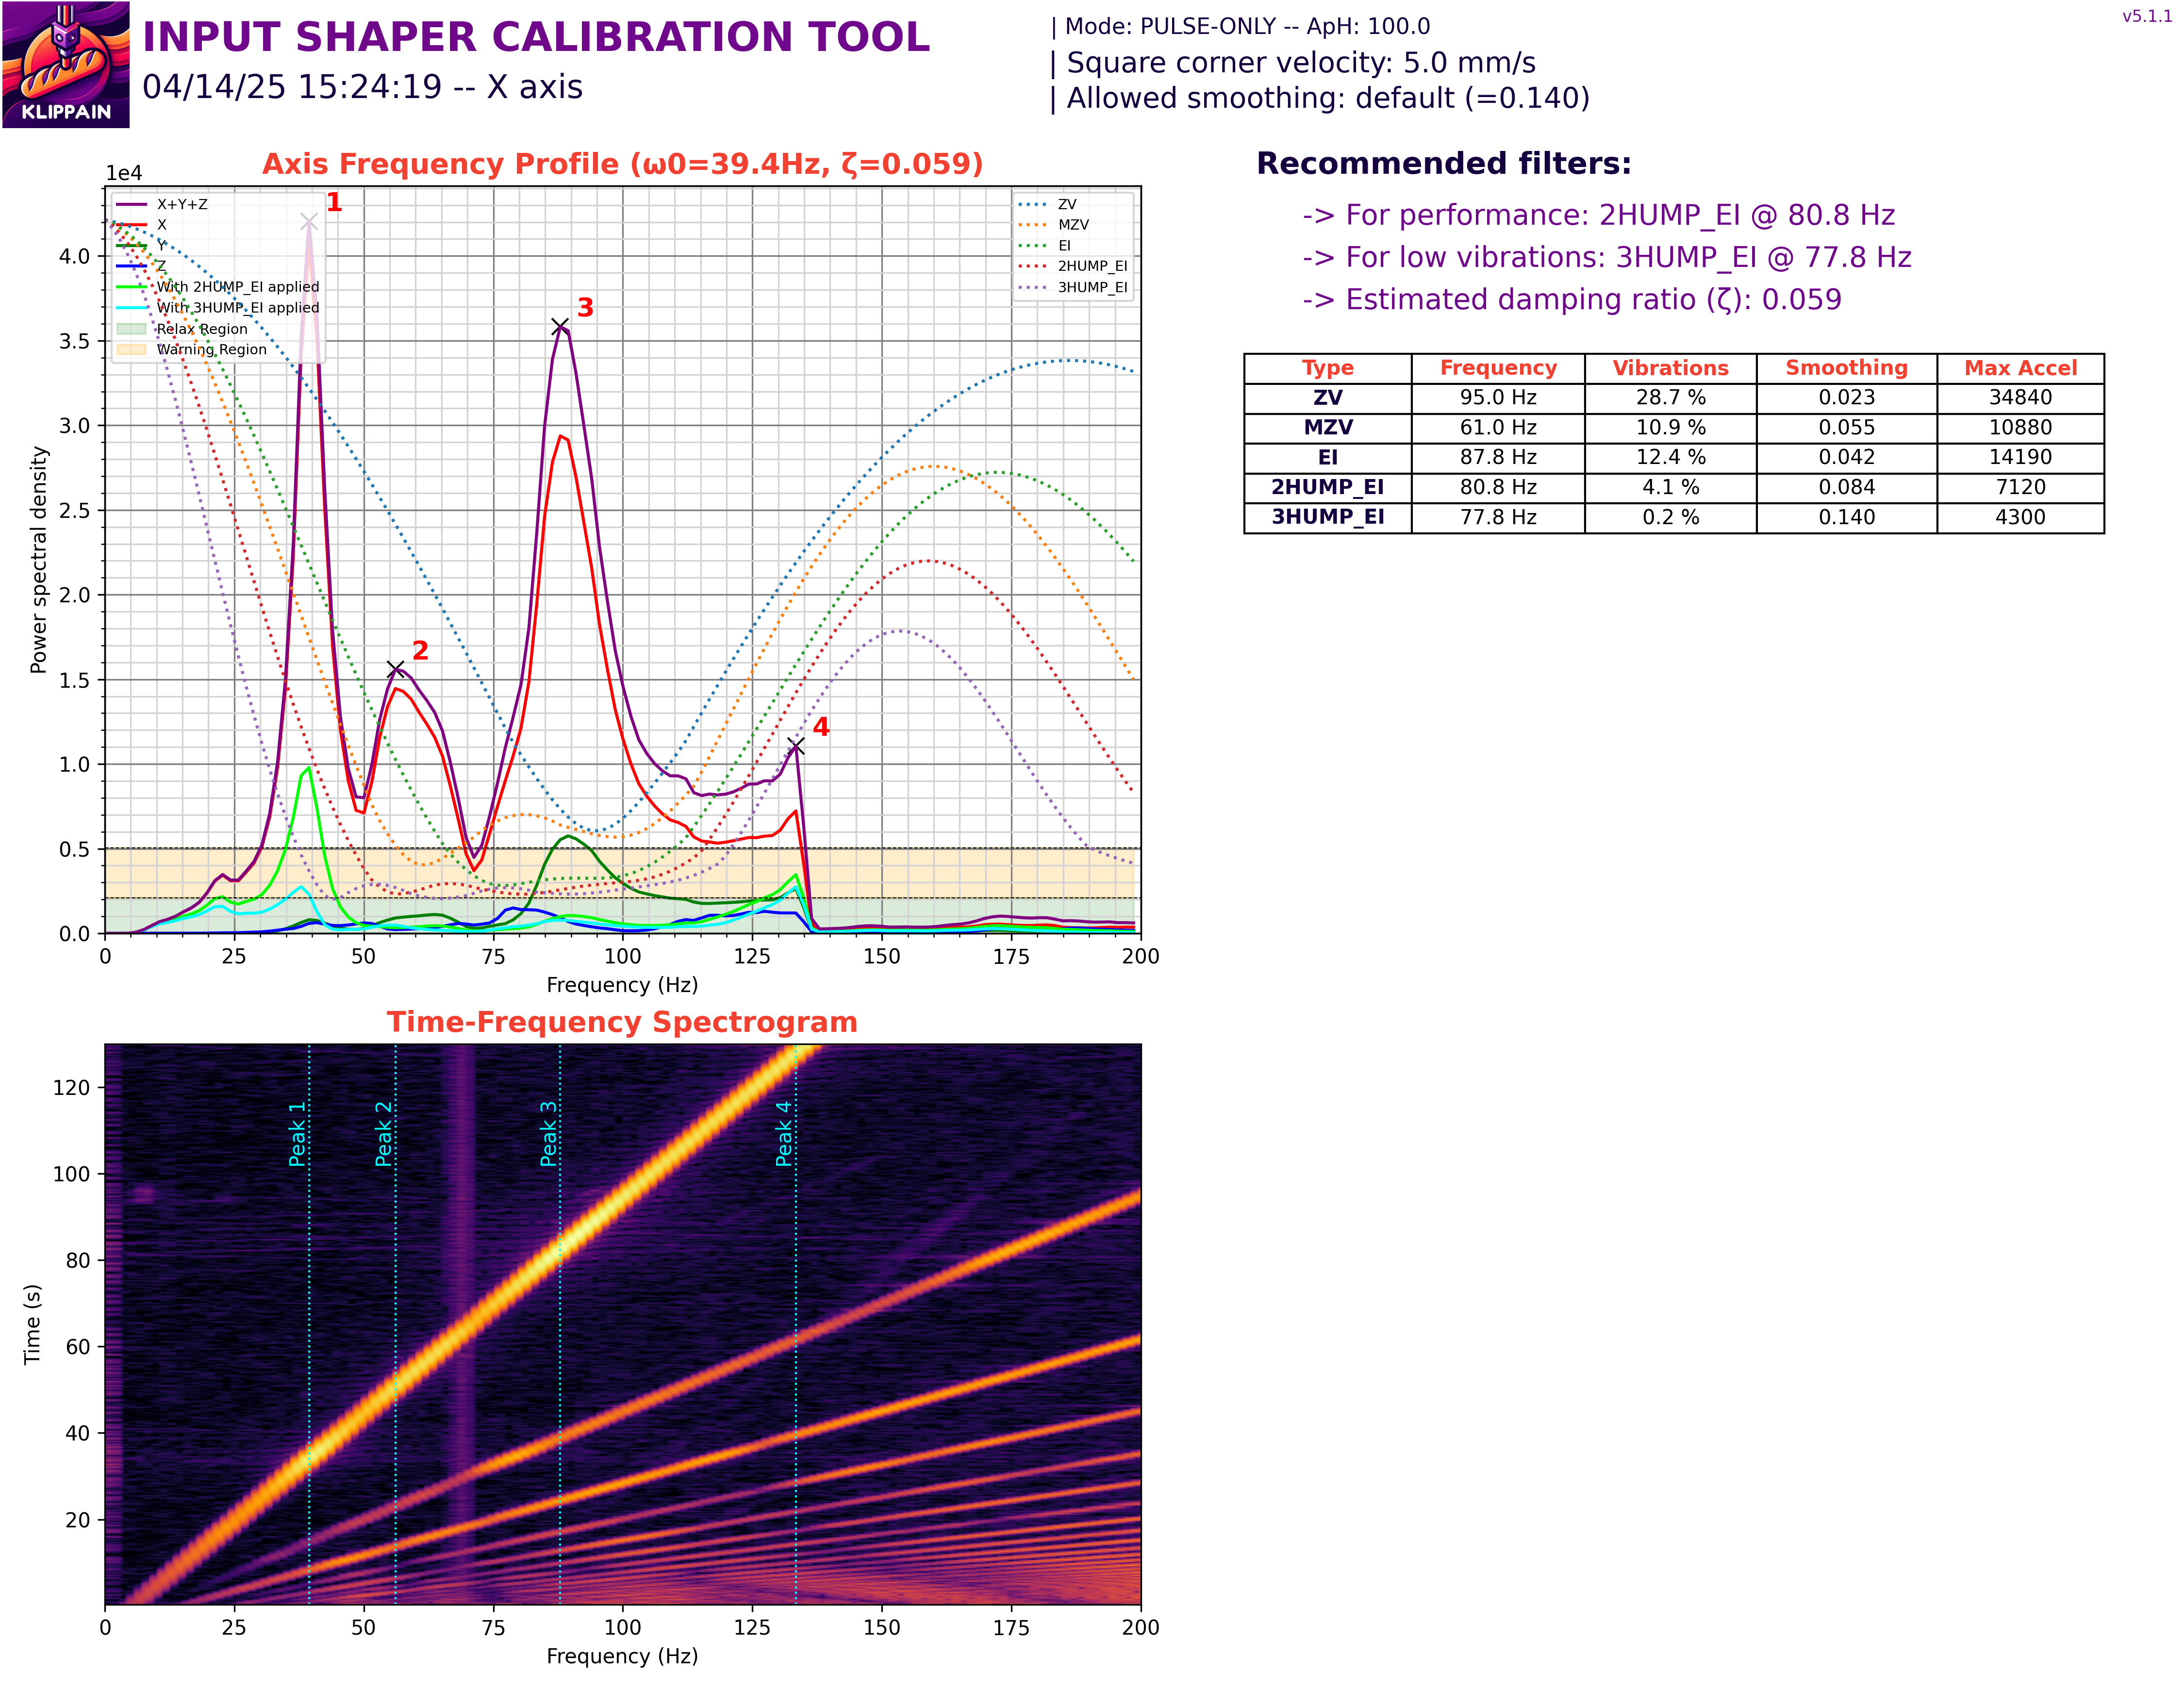 v5.1.1
KLIPPAIN
INPUT SHAPER CALIBRATION TOOL
04/14/25 15:24:19 -- X axis
| Mode: PULSE-ONLY -- ApH: 100.0
| Square corner velocity: 5.0 mm/s
| Allowed smoothing: default (=0.140)
Axis Frequency Profile (ω0=39.4Hz, ζ=0.059)
1e4
X+Y+Z
X
Y
Z
With 2HUMP_EI applied
With 3HUMP_EI applied
Relax Region
Warning Region
ZV
MZV
EI
2HUMP_EI
3HUMP_EI
1
2
3
4
Power spectral density
4.0
3.5
3.0
2.5
2.0
1.5
1.0
0.5
0.0
0 25 50 75 100 125 150 175 200
Frequency (Hz)
Recommended filters:
-> For performance: 2HUMP_EI @ 80.8 Hz
-> For low vibrations: 3HUMP_EI @ 77.8 Hz
-> Estimated damping ratio (ζ): 0.059
Type Frequency Vibrations Smoothing Max Accel
ZV 95.0 Hz 28.7 % 0.023 34840
MZV 61.0 Hz 10.9 % 0.055 10880
EI 87.8 Hz 12.4 % 0.042 14190
2HUMP_EI 80.8 Hz 4.1 % 0.084 7120
3HUMP_EI 77.8 Hz 0.2 % 0.140 4300
Time-Frequency Spectrogram
Time (s)
120
100
80
60
40
20
Peak 1
Peak 2
Peak 3
Peak 4
0 25 50 75 100 125 150 175 200
Frequency (Hz)